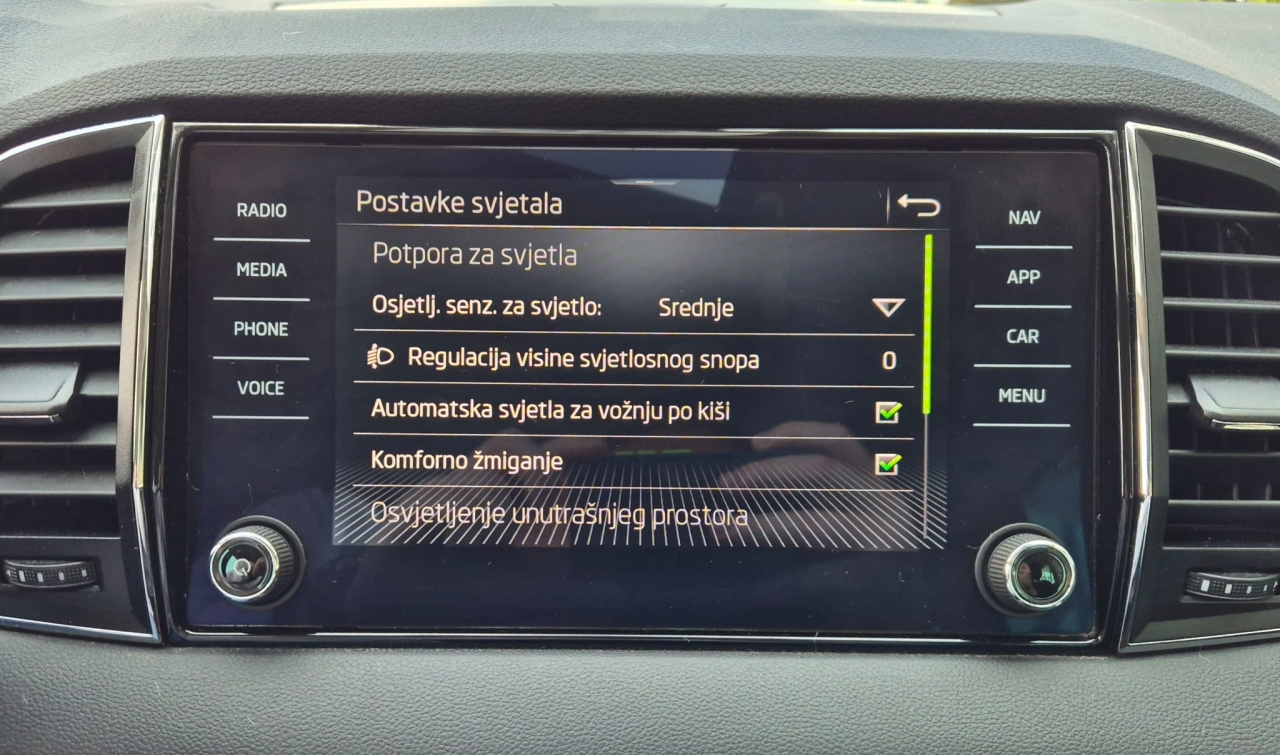 RADIO
MEDIA
PHONE
VOICE
Postavke svjetala
Potpora za svjetla
Osjetlj. senz. za svjetlo: Srednje
Regulacija visine svjetlosnog snopa 0
Automatska svjetla za vožnju po kiši
Komforno žmiganje
Osvjetljenje unutrašnjeg prostora
NAV
APP
CAR
MENU